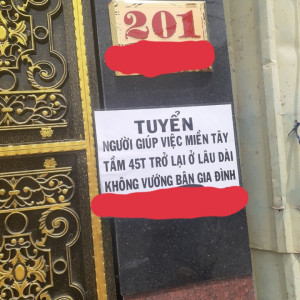 201
TUYỂN
NGƯỜI GIÚP VIỆC MIỀN TÂY
TẦM 45T TRỞ LẠI Ở LÂU DÀI
KHÔNG VƯỚNG BẬN GIA ĐÌNH